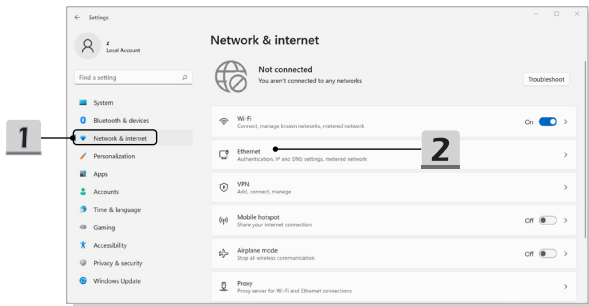 Settings
z
Local Account
Find a setting
System
Bluetooth & devices
1
Network & internet
Personalization
Apps
Accounts
Time & language
Gaming
Accessibility
Privacy & security
Windows Update
Network & internet
Not connected
You aren't connected to any networks
Troubleshoot
Wi-Fi
Connect, manage known networks, metered network
On
Ethernet
Authentication, IP and DNS settings, metered network
2
VPN
Add, connect, manage
Mobile hotspot
Share your internet connection
Off
Airplane mode
Stop all wireless communication
Off
Proxy
Proxy server for Wi-Fi and Ethernet connections